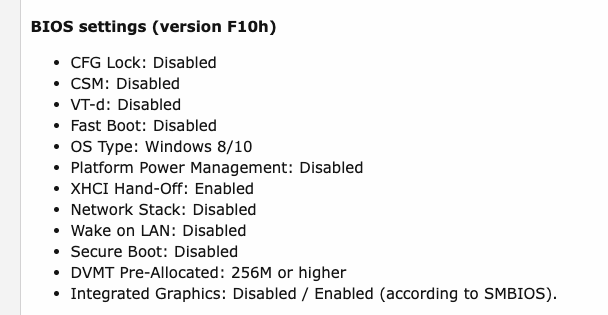 BIOS settings (version F10h)
• CFG Lock: Disabled
• CSM: Disabled
• VT-d: Disabled
• Fast Boot: Disabled
• OS Type: Windows 8/10
• Platform Power Management: Disabled
• XHCI Hand-Off: Enabled
• Network Stack: Disabled
• Wake on LAN: Disabled
• Secure Boot: Disabled
• DVMT Pre-Allocated: 256M or higher
• Integrated Graphics: Disabled / Enabled (according to SMBIOS).